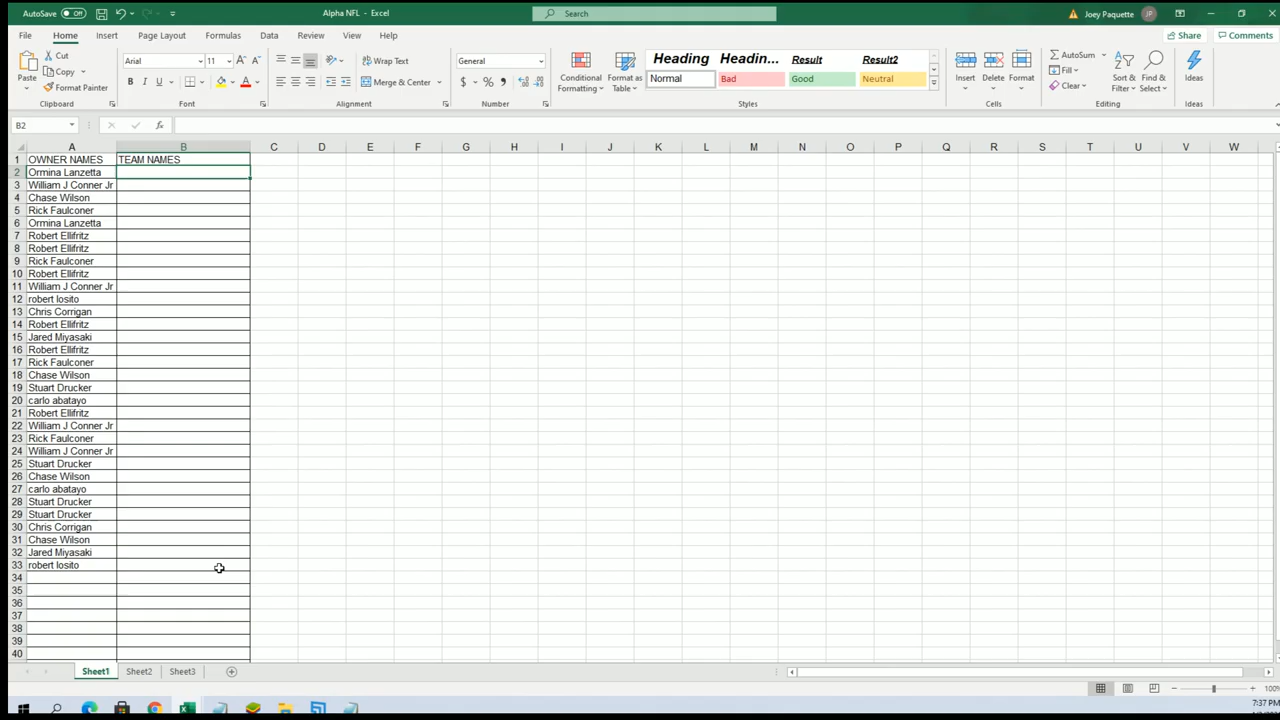 AutoSave Off
Alpha NFL - Excel
Search
Joey Paquette JP
File Home Insert Page Layout Formulas Data Review View Help
Share Comments
Paste
Cut
Copy
Format Painter
Clipboard
Arial 11
B I U
Font
Wrap Text
Merge & Center
Alignment
General
$ %
Number
Conditional Formatting
Format as Table
Heading Headin... Result Result2
Normal Bad Good Neutral
Styles
Insert Delete Format
Cells
AutoSum
Fill
Clear
Sort & Filter
Find & Select
Editing
Ideas
Ideas
B2 fx
A B C D E F G H I J K L M N O P Q R S T U V W
1 OWNER NAMES TEAM NAMES
2 Ormina Lanzetta
3 William J Conner Jr
4 Chase Wilson
5 Rick Faulconer
6 Ormina Lanzetta
7 Robert Ellifritz
8 Robert Ellifritz
9 Rick Faulconer
10 Robert Ellifritz
11 William J Conner Jr
12 robert losito
13 Chris Corrigan
14 Robert Ellifritz
15 Jared Miyasaki
16 Robert Ellifritz
17 Rick Faulconer
18 Chase Wilson
19 Stuart Drucker
20 carlo abatayo
21 Robert Ellifritz
22 William J Conner Jr
23 Rick Faulconer
24 William J Conner Jr
25 Stuart Drucker
26 Chase Wilson
27 carlo abatayo
28 Stuart Drucker
29 Stuart Drucker
30 Chris Corrigan
31 Chase Wilson
32 Jared Miyasaki
33 robert losito
34
35
36
37
38
39
40
Sheet1 Sheet2 Sheet3
100%
7:37 PM